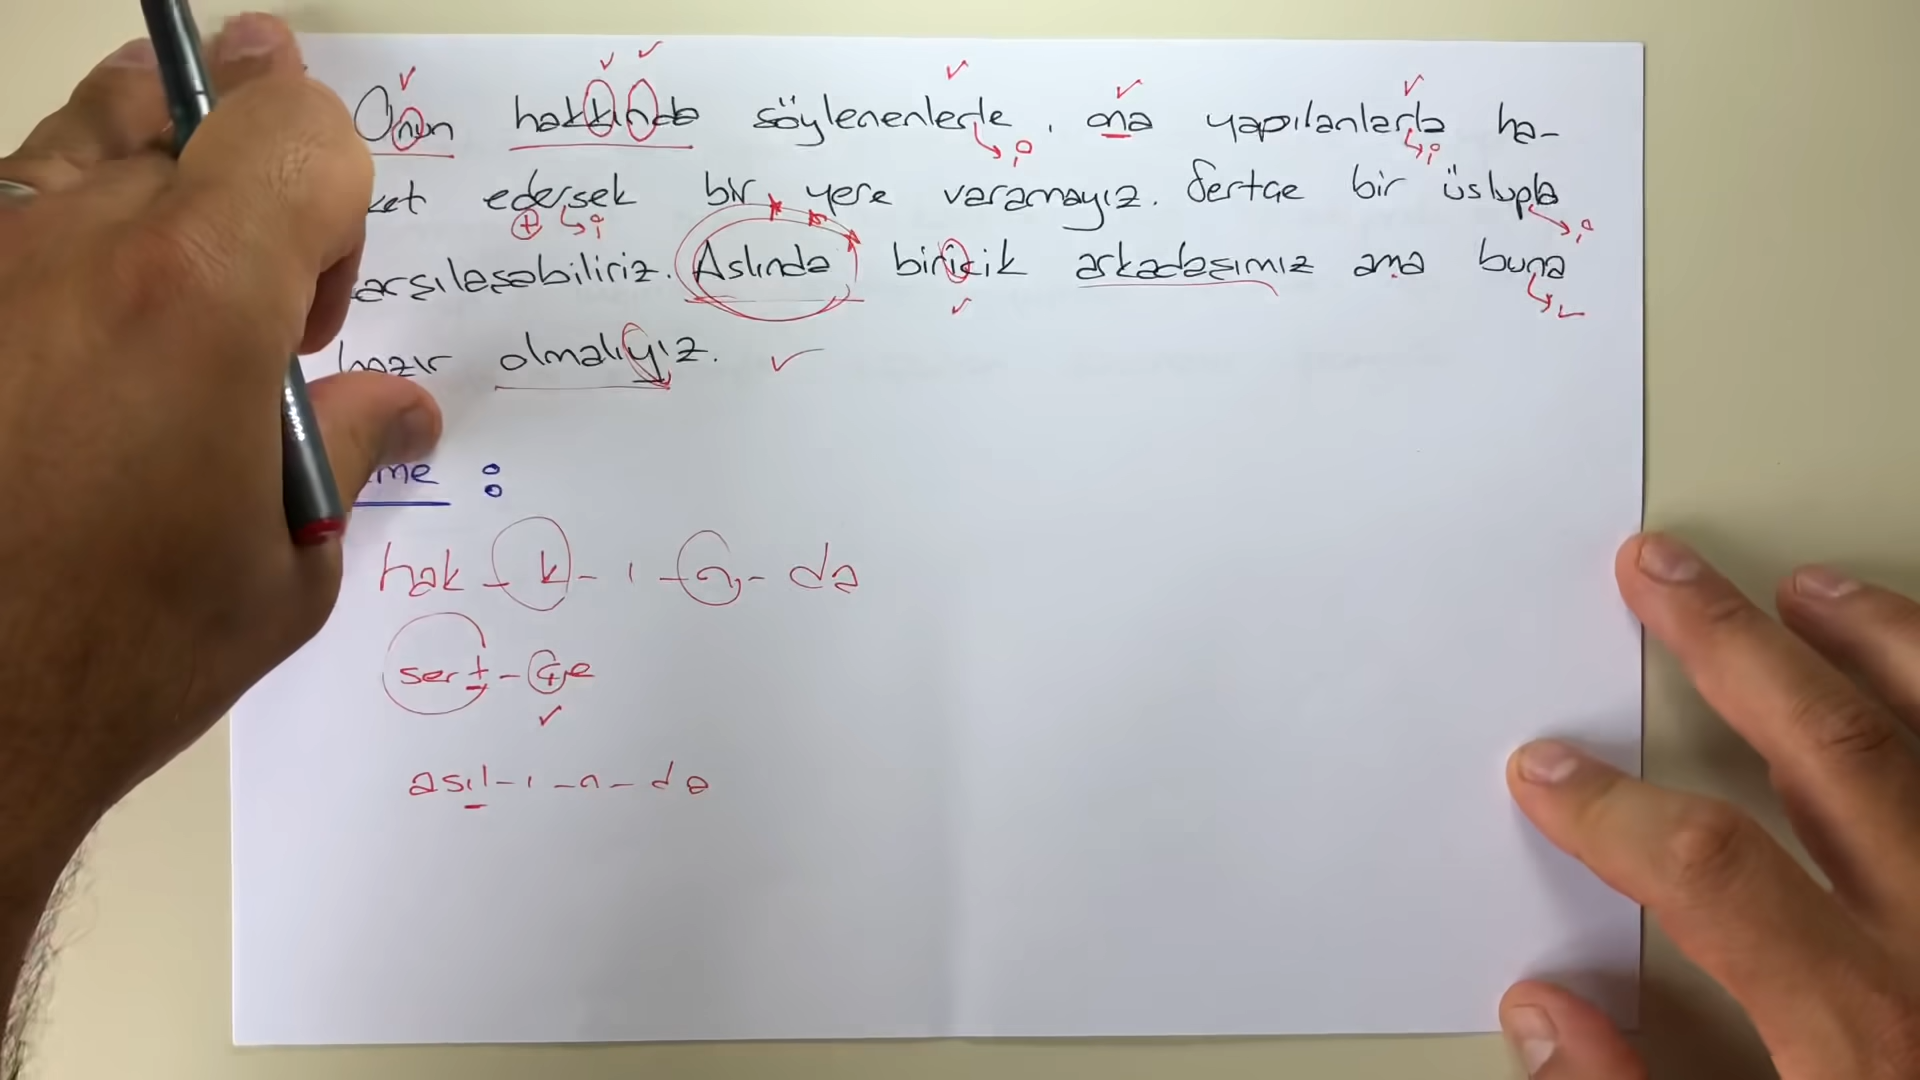 Onun hakkında söylenenlerle, ona yapılanlarla ha-
ket edersek bir yere varamayız. Sertçe bir üslupla
arşılaşabiliriz. Aslında biricik arkadaşımız ama buna
hazır olmalıyız.
me :
hak - k - ı - n - da
sert - çe
asıl - ı - n - da